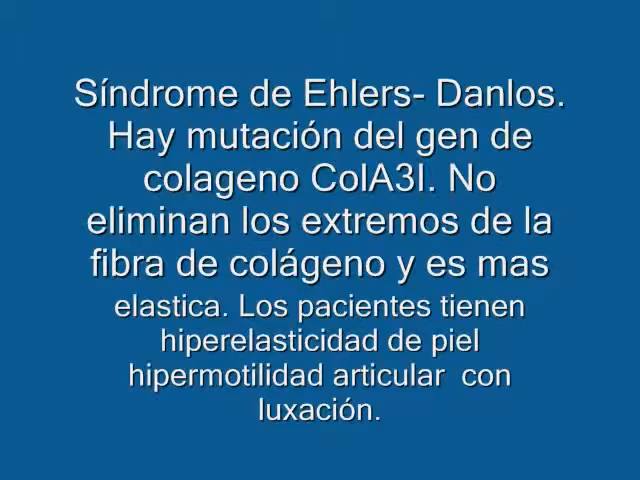 Síndrome de Ehlers- Danlos.
Hay mutación del gen de
colageno ColA3I. No
eliminan los extremos de la
fibra de colágeno y es mas
elastica. Los pacientes tienen
hiperelasticidad de piel
hipermotilidad articular  con
luxación.